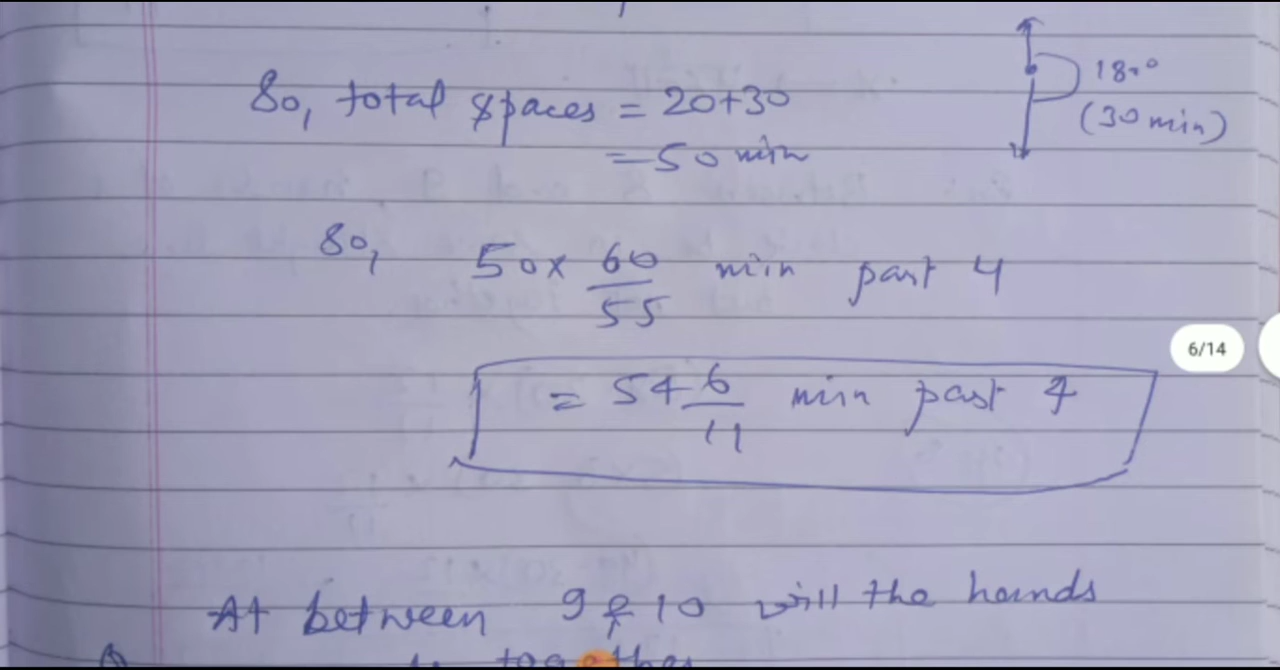 So, total spaces = 20+30
= 50 min
180°
(30 min)
So, 50 × 60/55 min past 4
= 54 6/11 min past 4
6/14
At between 9 & 10 will the hands
together